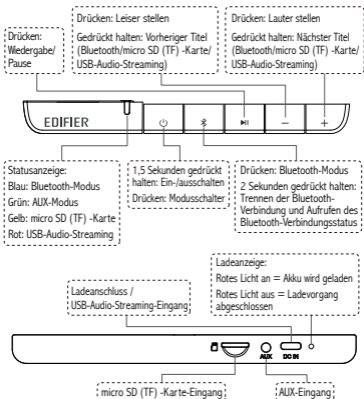 Drücken:
Wiedergabe/
Pause
Drücken: Leiser stellen
Gedrückt halten: Vorheriger Titel
(Bluetooth/micro SD (TF) -Karte/
USB-Audio-Streaming)
Drücken: Lauter stellen
Gedrückt halten: Nächster Titel
(Bluetooth/micro SD (TF) -Karte/
USB-Audio-Streaming)
EDIFIER
Statusanzeige:
Blau: Bluetooth-Modus
Grün: AUX-Modus
Gelb: micro SD (TF) -Karte
Rot: USB-Audio-Streaming
1,5 Sekunden gedrückt
halten: Ein-/ausschalten
Drücken: Modusschalter
Drücken: Bluetooth-Modus
2 Sekunden gedrückt halten:
Trennen der Bluetooth-
Verbindung und Aufrufen des
Bluetooth-Verbindungsstatus
Ladeanzeige:
Rotes Licht an = Akku wird geladen
Rotes Licht aus = Ladevorgang
abgeschlossen
Ladeanschluss /
USB-Audio-Streaming-Eingang
AUX
DC IN
micro SD (TF) -Karte-Eingang
AUX-Eingang